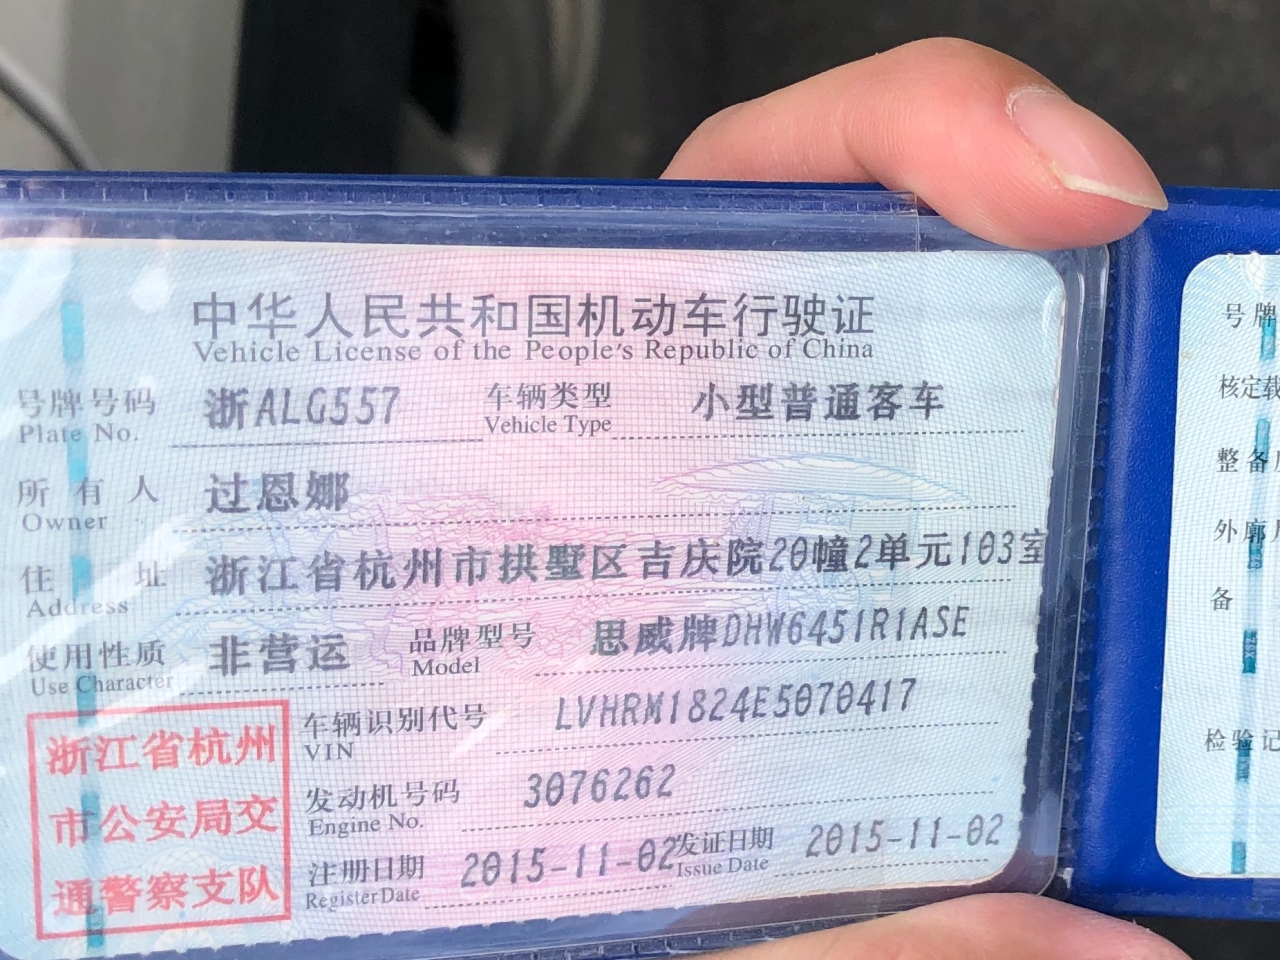 中华人民共和国机动车行驶证
Vehicle License of the People's Republic of China
号牌号码 浙ALG557 车辆类型 小型普通客车
Plate No. Vehicle Type
所有人 过恩娜
Owner
住址 浙江省杭州市拱墅区吉庆院20幢2单元103室
Address
使用性质 非营运 品牌型号 思威牌DHW6451R1ASE
Use Character Model
浙江省杭州
市公安局交
通警察支队
车辆识别代号 LVHRM1824E5070417
VIN
发动机号码 3076262
Engine No.
注册日期 2015-11-02 发证日期 2015-11-02
Register Date Issue Date
号牌
核定载
整备
外廓
备
检验记